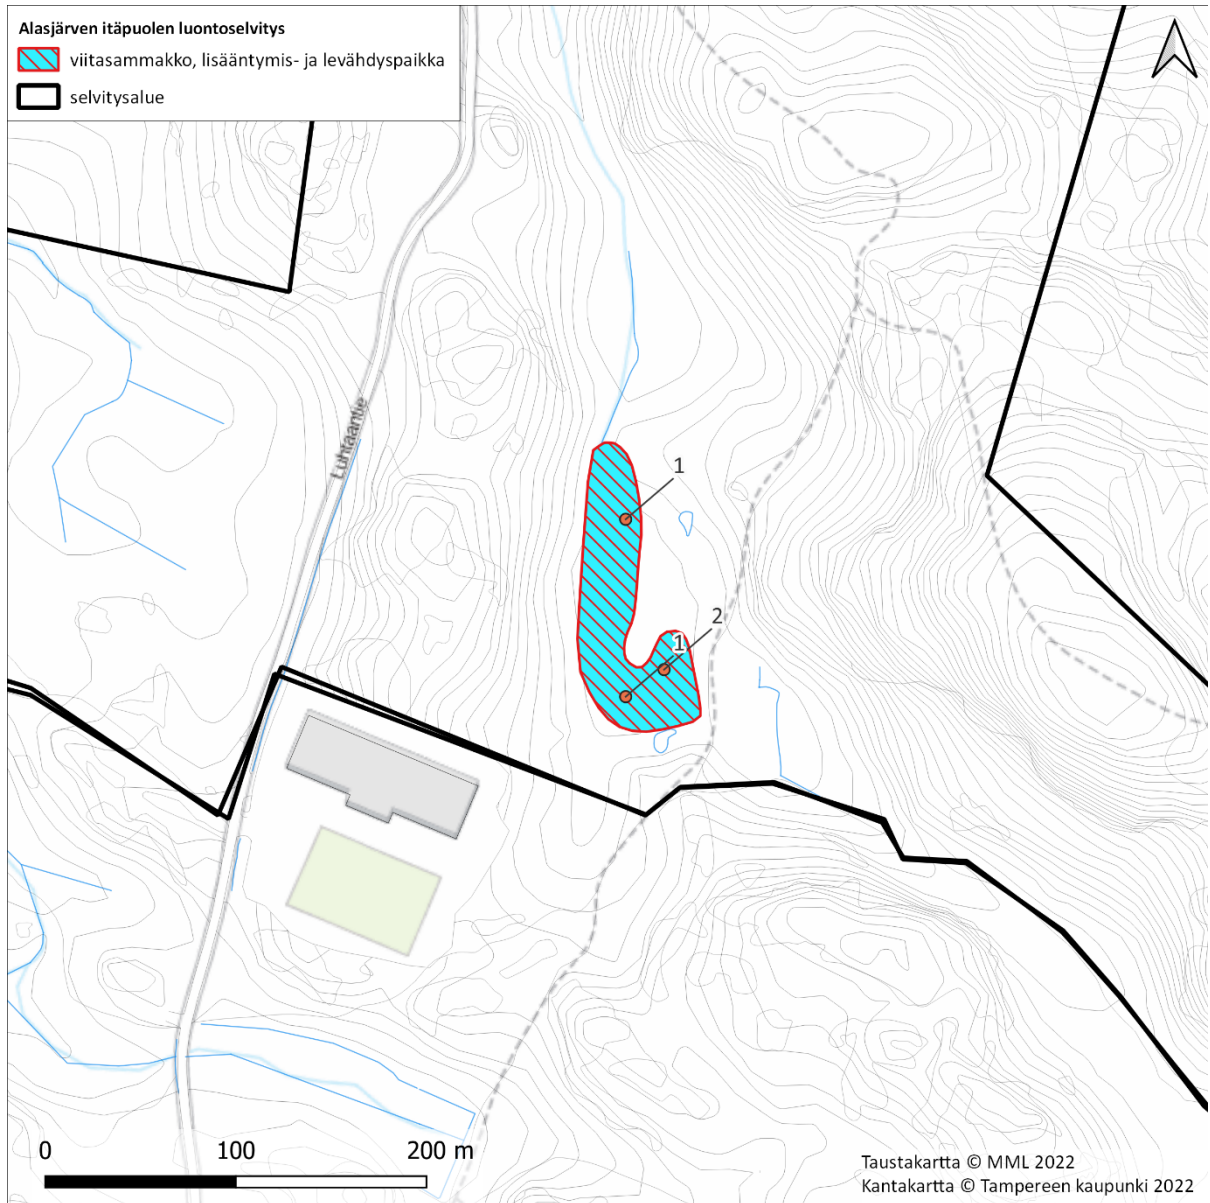 Alasjärven itäpuolen luontoselvitys
viitasammakko, lisääntymis- ja levähdyspaikka
selvitysalue
Luhtaantie
1
2
1
0 100 200 m
Taustakartta © MML 2022
Kantakartta © Tampereen kaupunki 2022